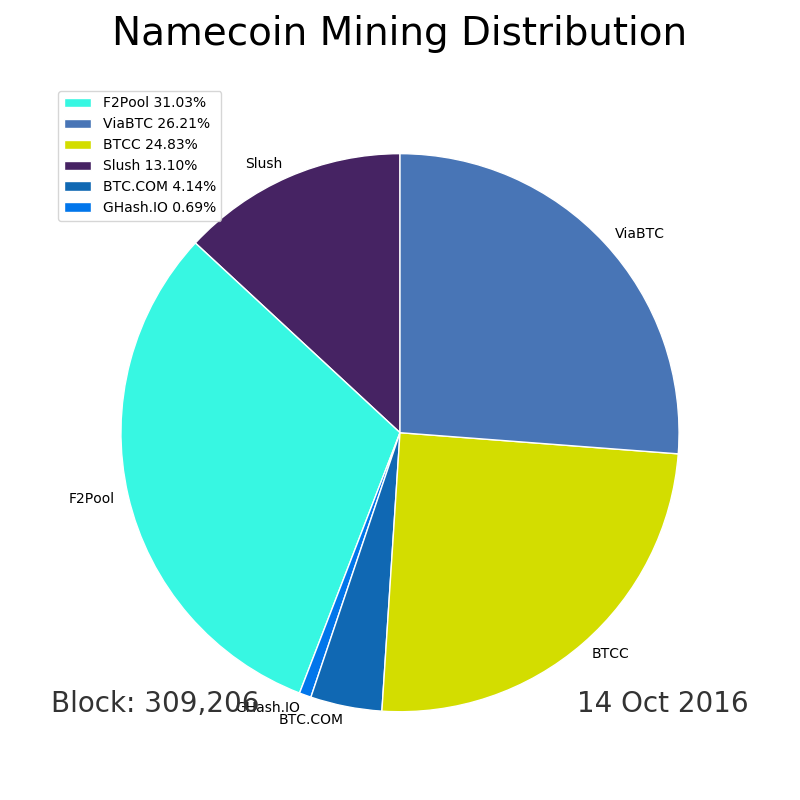 Namecoin Mining Distribution
F2Pool 31.03%
ViaBTC 26.21%
BTCC 24.83%
Slush 13.10%
BTC.COM 4.14%
GHash.IO 0.69%
Slush
ViaBTC
F2Pool
BTCC
Block: 309,206
GHash.IO
BTC.COM
14 Oct 2016